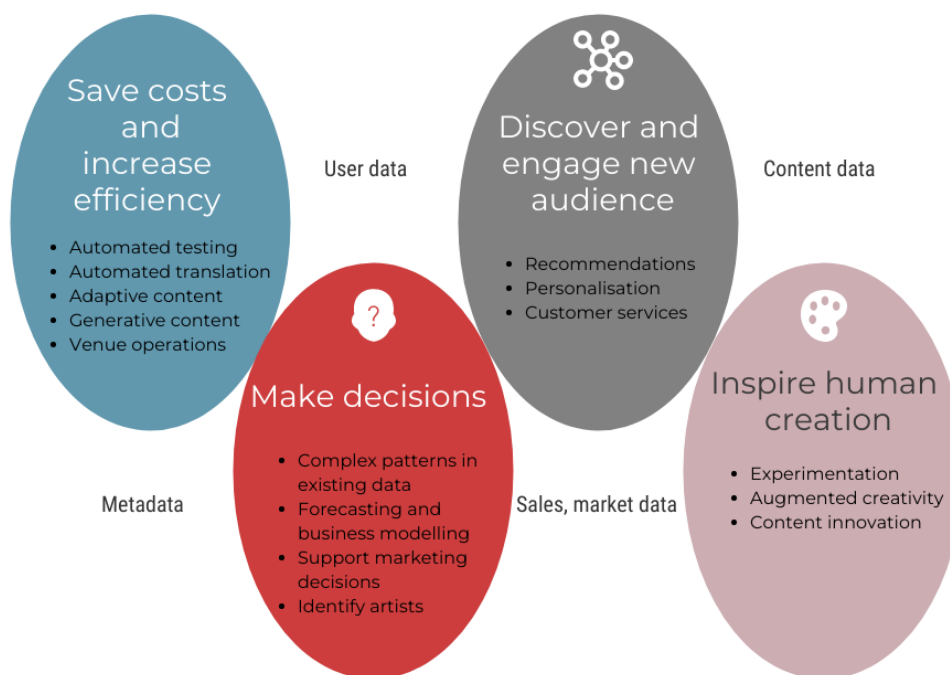 Save costs
and
increase
efficiency
• Automated testing
• Automated translation
• Adaptive content
• Generative content
• Venue operations
User data
Discover and
engage new
audience
• Recommendations
• Personalisation
• Customer services
Content data
Metadata
?
Make decisions
• Complex patterns in
existing data
• Forecasting and
business modelling
• Support marketing
decisions
• Identify artists
Sales, market data
Inspire human
creation
• Experimentation
• Augmented creativity
• Content innovation